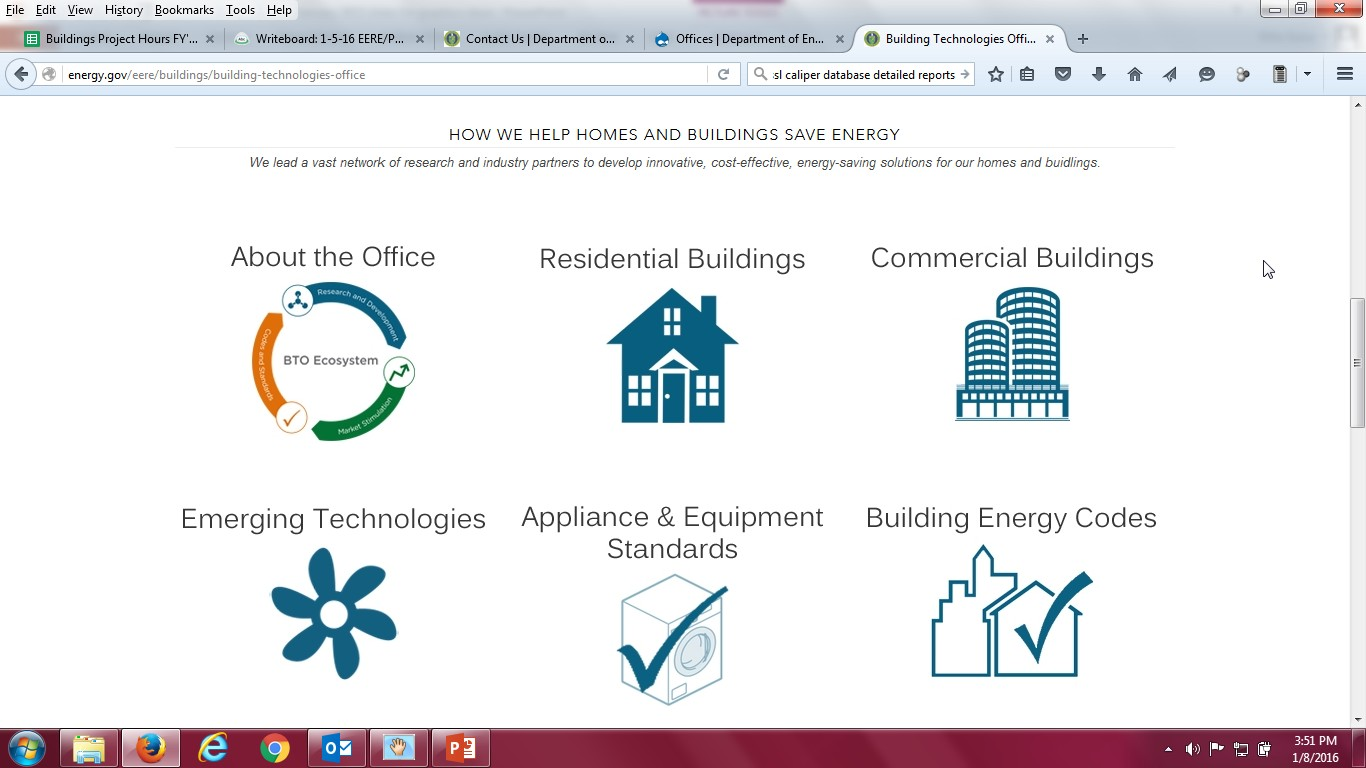 File Edit View History Bookmarks Tools Help
Buildings Project Hours FY'...
Writeboard: 1-5-16 EERE/P...
Contact Us | Department o...
Offices | Department of En...
Building Technologies Offi...
energy.gov/eere/buildings/building-technologies-office
sl caliper database detailed reports
HOW WE HELP HOMES AND BUILDINGS SAVE ENERGY
We lead a vast network of research and industry partners to develop innovative, cost-effective, energy-saving solutions for our homes and buidlings.
About the Office
Residential Buildings
Commercial Buildings
Research and Development
Codes and Standards
BTO Ecosystem
Market Stimulation
Emerging Technologies
Appliance & Equipment
Standards
Building Energy Codes
3:51 PM
1/8/2016